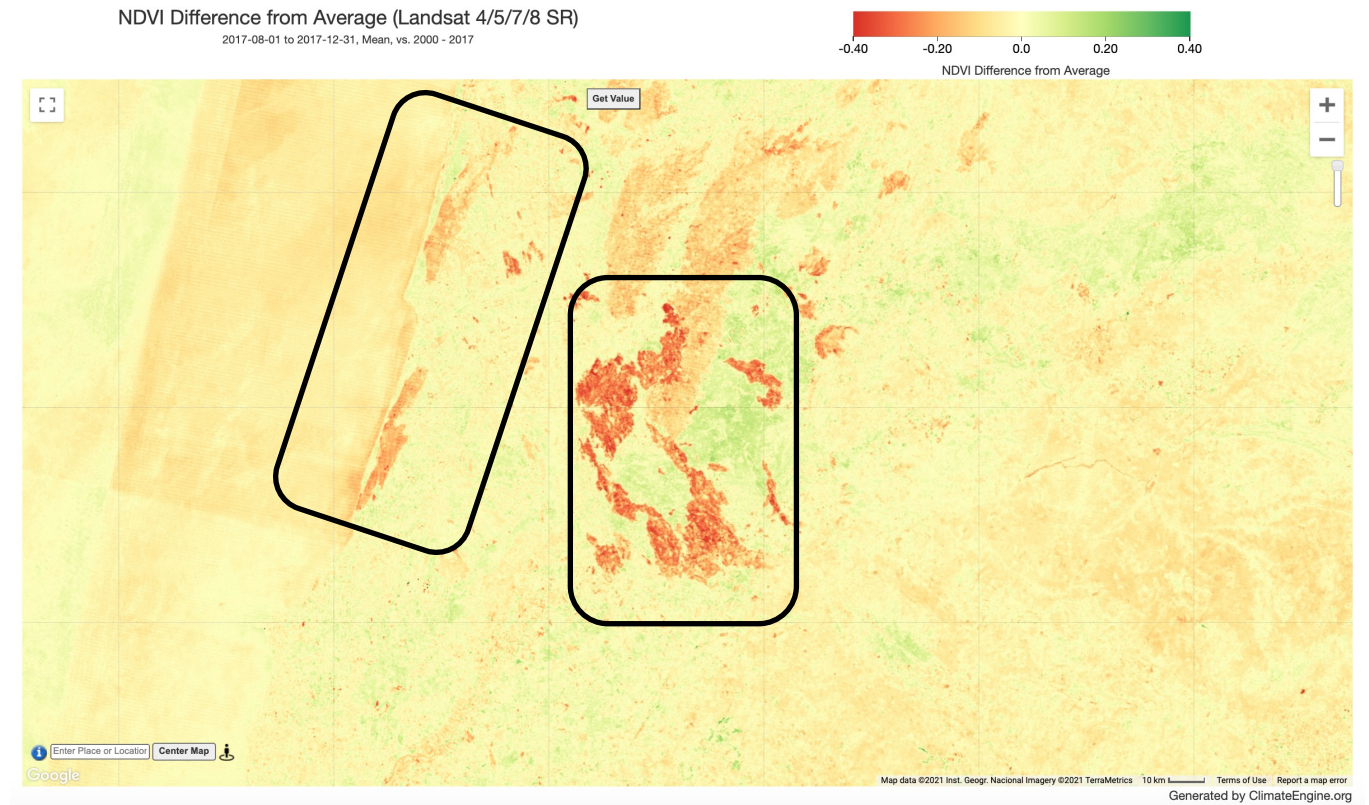 NDVI Difference from Average (Landsat 4/5/7/8 SR)
2017-08-01 to 2017-12-31, Mean, vs. 2000 - 2017
-0.40 -0.20 0.0 0.20 0.40
NDVI Difference from Average
Get Value
+
−
i Enter Place or Locatior Center Map
Google
Map data ©2021 Inst. Geogr. Nacional Imagery ©2021 TerraMetrics 10 km Terms of Use Report a map error
Generated by ClimateEngine.org